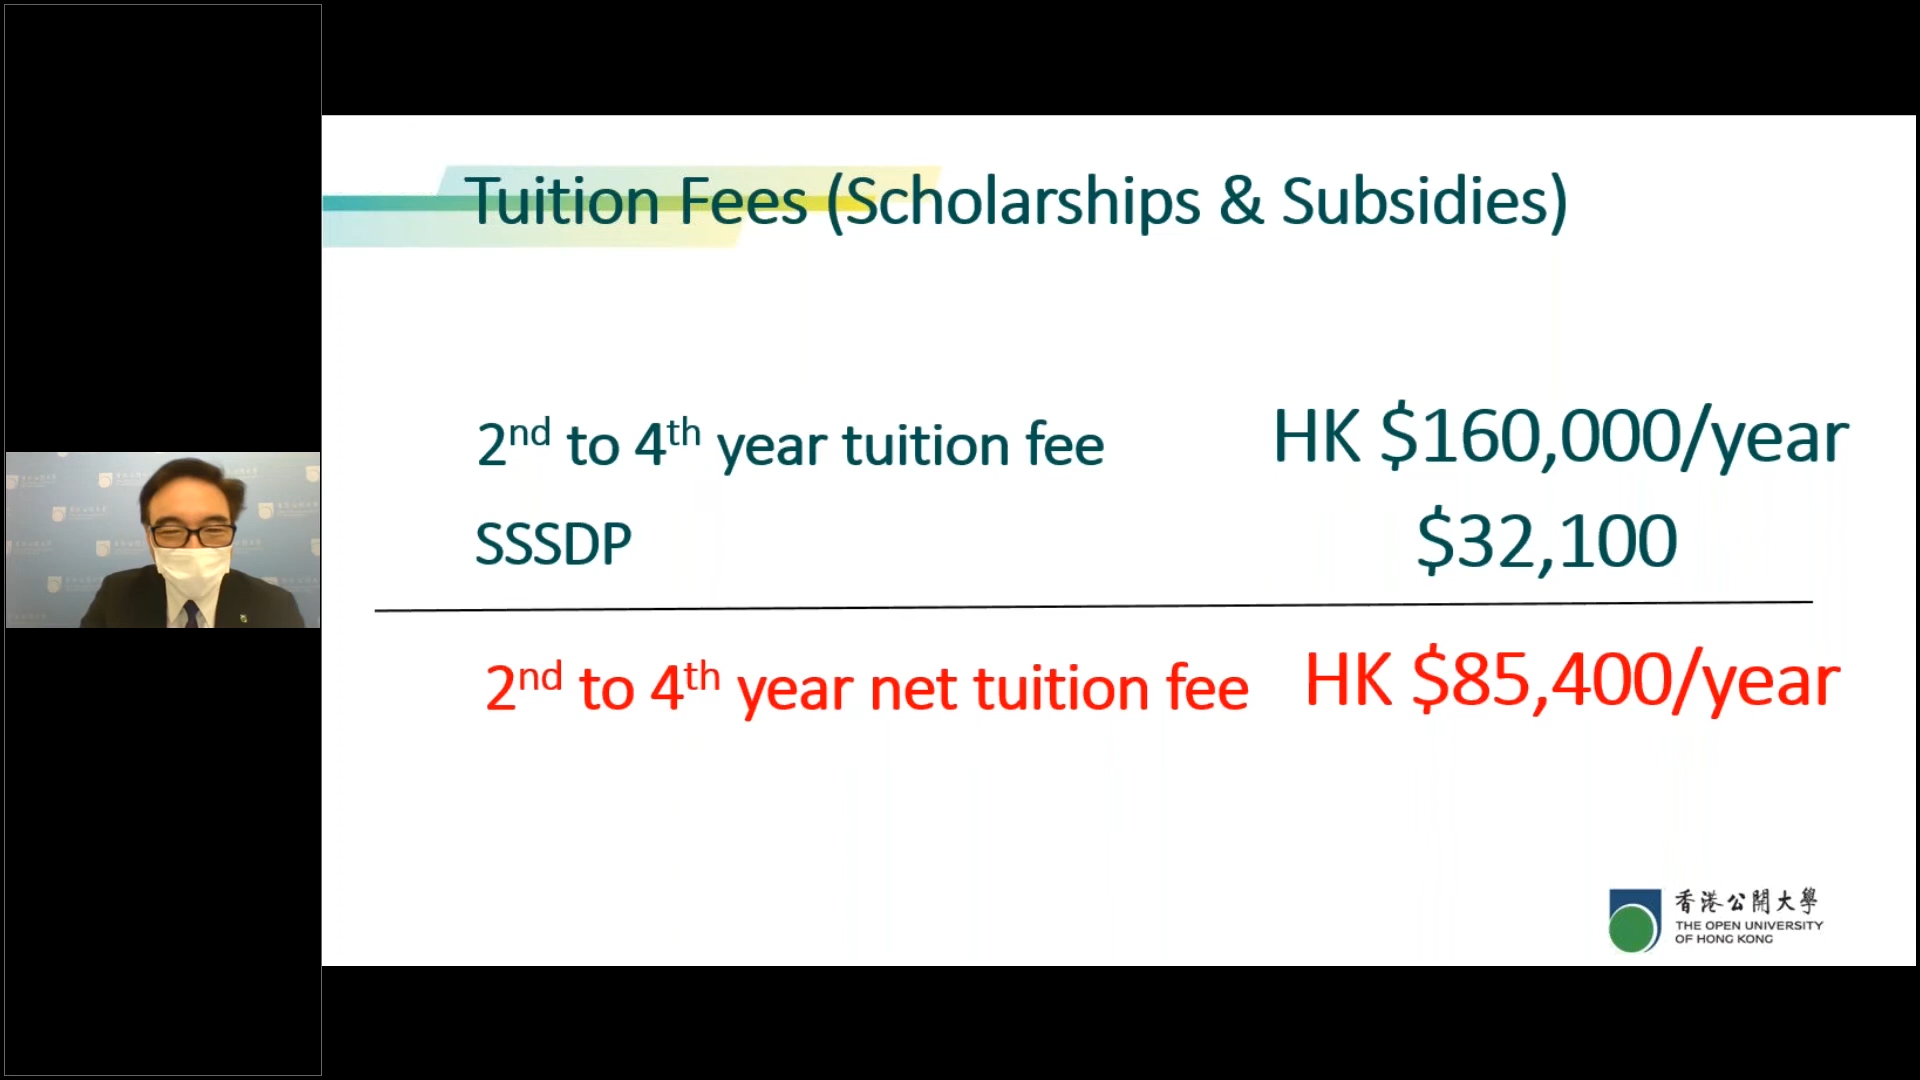 Tuition Fees (Scholarships & Subsidies)
2nd to 4th year tuition fee HK $160,000/year
SSSDP $32,100
2nd to 4th year net tuition fee HK $85,400/year
香港公開大學
THE OPEN UNIVERSITY
OF HONG KONG